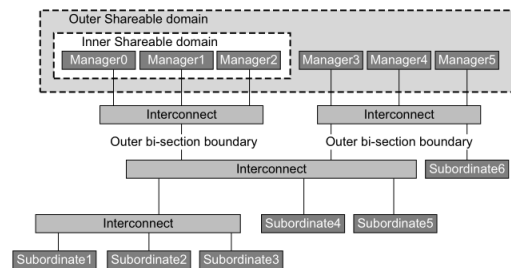 Outer Shareable domain
Inner Shareable domain
Manager0 Manager1 Manager2 Manager3 Manager4 Manager5
Interconnect Interconnect
Outer bi-section boundary Outer bi-section boundary
Interconnect Subordinate6
Interconnect Subordinate4 Subordinate5
Subordinate1 Subordinate2 Subordinate3